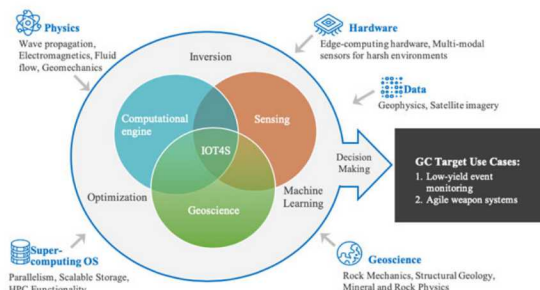 Physics
Wave propagation,
Electromagnetics, Fluid
flow, Geomechanics
Hardware
Edge-computing hardware, Multi-modal
sensors for harsh environments
Inversion
Data
Geophysics, Satellite imagery
Computational
engine
Sensing
IOT4S
Geoscience
Optimization
Machine
Learning
Decision
Making
GC Target Use Cases:
1. Low-yield event
monitoring
2. Agile weapon systems
Super-
computing OS
Parallelism, Scalable Storage,
HPC Functionality
Geoscience
Rock Mechanics, Structural Geology,
Mineral and Rock Physics